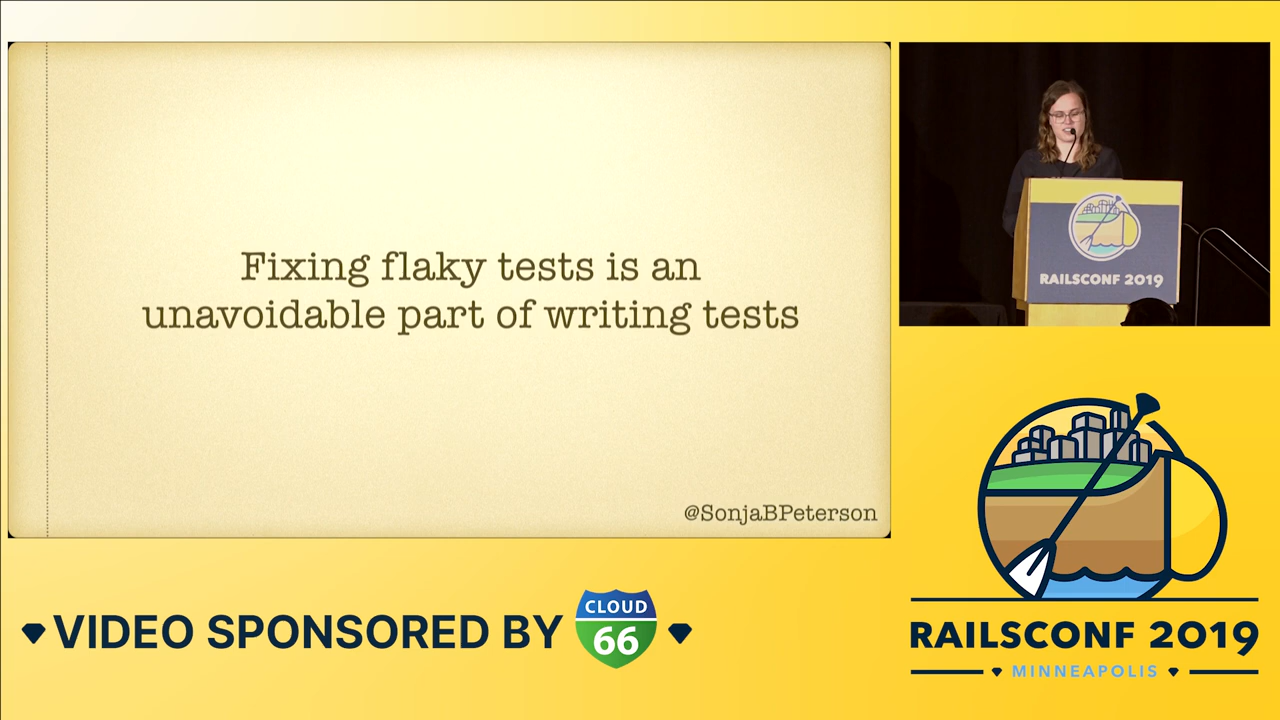 Fixing flaky tests is an
unavoidable part of writing tests
@SonjaBPeterson
RAILSCONF 2019
VIDEO SPONSORED BY
CLOUD
66
RAILSCONF 2019
MINNEAPOLIS